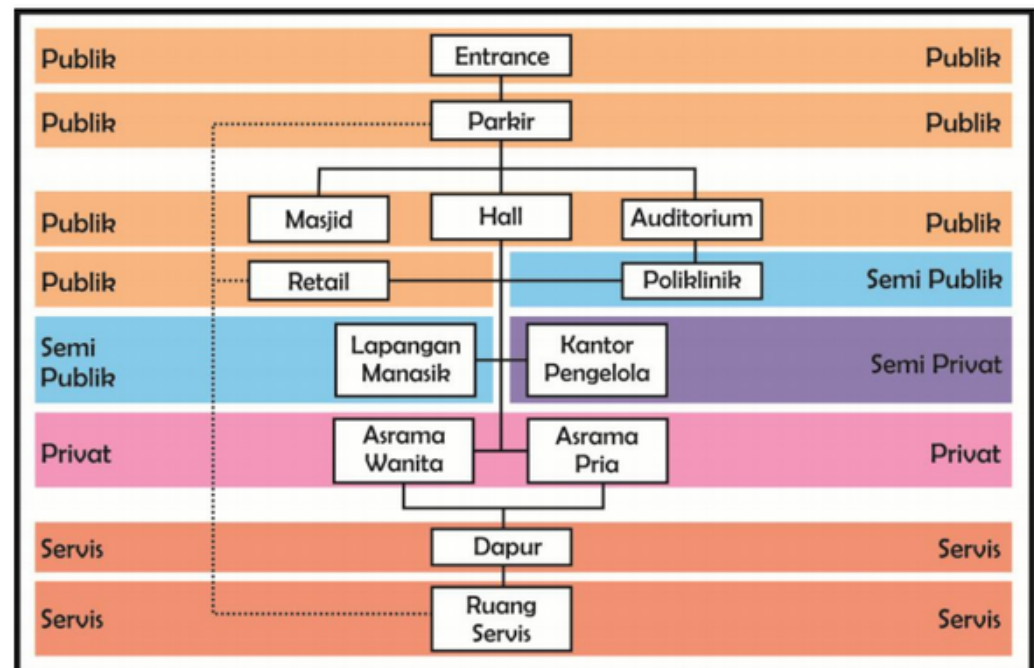 Publik
Entrance
Publik
Publik
Parkir
Publik
Publik
Masjid
Hall
Auditorium
Publik
Publik
Retail
Poliklinik
Semi Publik
Semi
Publik
Lapangan
Manasik
Kantor
Pengelola
Semi Privat
Privat
Asrama
Wanita
Asrama
Pria
Privat
Servis
Dapur
Servis
Servis
Ruang
Servis
Servis